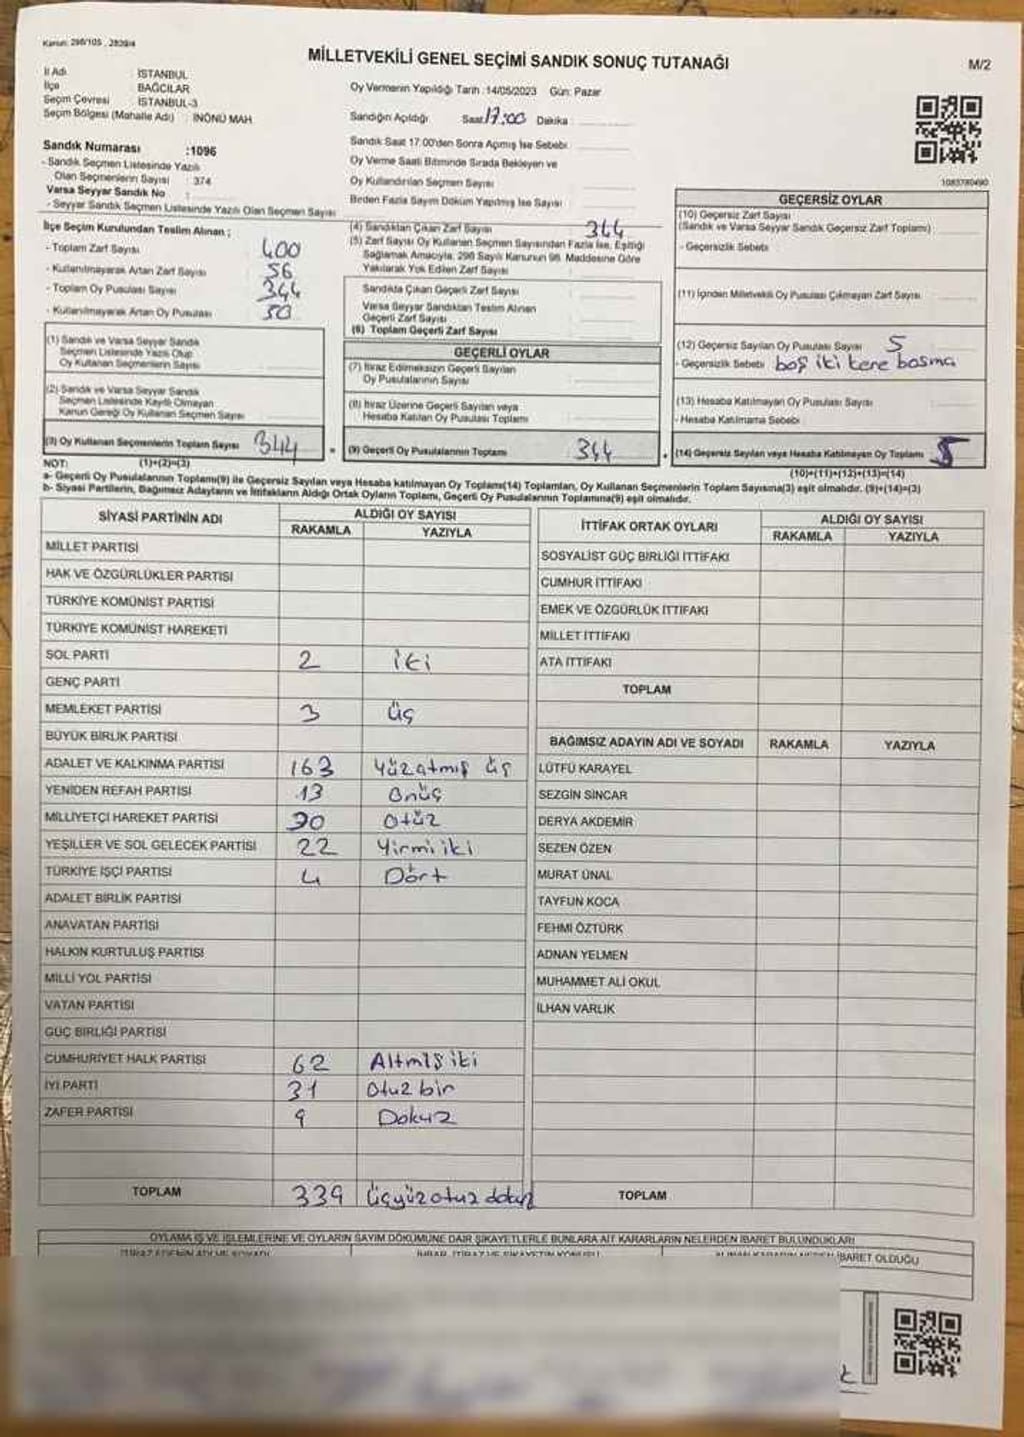 Kanun: 298/105, 2839/4
MİLLETVEKİLİ GENEL SEÇİMİ SANDIK SONUÇ TUTANAĞI
M/2
İl Adı : İSTANBUL
İlçe : BAĞCILAR
Seçim Çevresi : İSTANBUL-3
Seçim Bölgesi (Mahalle Adı) : İNÖNÜ MAH
Sandık Numarası :1096
- Sandık Seçmen Listesinde Yazılı
Olan Seçmenlerin Sayısı : 374
Varsa Seyyar Sandık No :
- Seyyar Sandık Seçmen Listesinde Yazılı Olan Seçmen Sayısı
Oy Vermenin Yapıldığı Tarih :14/05/2023 Gün: Pazar
Sandığın Açıldığı Saat 17:00 Dakika :
Sandık Saat 17.00'den Sonra Açmış İse Sebebi
Oy Verme Saati Bitiminde Sırada Bekleyen ve
Oy Kullandırılan Seçmen Sayısı
Birden Fazla Sayım Döküm Yapılmış İse Sayısı
1083780490
İlçe Seçim Kurulundan Teslim Alınan ;
- Toplam Zarf Sayısı 400
- Kullanılmayarak Artan Zarf Sayısı 56
- Toplam Oy Pusulası Sayısı 344
- Kullanılmayarak Artan Oy Pusulası 50
(1) Sandık ve Varsa Seyyar Sandık
Seçmen Listesinde Yazılı Olup
Oy Kullanan Seçmenlerin Sayısı
(2) Sandık ve Varsa Seyyar Sandık
Seçmen Listesinde Kayıtlı Olmayan
Kanun Gereği Oy Kullanan Seçmen Sayısı
(3) Oy Kullanan Seçmenlerin Toplam Sayısı 344
(1)+(2)=(3)
(4) Sandıktan Çıkan Zarf Sayısı 344
(5) Zarf Sayısı Oy Kullanan Seçmen Sayısından Fazla İse, Eşitliği
Sağlamak Amacıyla, 298 Sayılı Kanunun 98. Maddesine Göre
Yakılarak Yok Edilen Zarf Sayısı
Sandıkta Çıkan Geçerli Zarf Sayısı
Varsa Seyyar Sandıktan Teslim Alınan
Geçerli Zarf Sayısı
(6) Toplam Geçerli Zarf Sayısı
GEÇERLİ OYLAR
(7) İtiraz Edilmeksizin Geçerli Sayılan
Oy Pusulalarının Sayısı
(8) İtiraz Üzerine Geçerli Sayılan veya
Hesaba Katılan Oy Pusulası Toplamı
(9) Geçerli Oy Pusulalarının Toplamı 344
GEÇERSİZ OYLAR
(10) Geçersiz Zarf Sayısı
(Sandık ve Varsa Seyyar Sandık Geçersiz Zarf Toplamı)
- Geçersizlik Sebebi
(11) İçinden Milletvekili Oy Pusulası Çıkmayan Zarf Sayısı
(12) Geçersiz Sayılan Oy Pusulası Sayısı 5
- Geçersizlik Sebebi boş iki kere basma
(13) Hesaba Katılmayan Oy Pusulası Sayısı
- Hesaba Katılmama Sebebi
(14) Geçersiz Sayılan veya Hesaba Katılmayan Oy Toplamı 5
(10)+(11)+(12)+(13)=(14)
NOT:
a- Geçerli Oy Pusulasının Toplamı(9) ile Geçersiz Sayılan veya Hesaba katılmayan Oy Toplamı(14) Toplamları, Oy Kullanan Seçmenlerin Toplam Sayısına(3) eşit olmalıdır. (9)+(14)=(3)
b- Siyasi Partilerin, Bağımsız Adayların ve İttifakların Aldığı Ortak Oyların Toplamı, Geçerli Oy Pusulalarının Toplamına(9) eşit olmalıdır.
SİYASİ PARTİNİN ADI ALDIĞI OY SAYISI
RAKAMLA YAZIYLA
MİLLET PARTİSİ
HAK VE ÖZGÜRLÜKLER PARTİSİ
TÜRKİYE KOMÜNİST PARTİSİ
TÜRKİYE KOMÜNİST HAREKETİ
SOL PARTİ 2 iki
GENÇ PARTİ
MEMLEKET PARTİSİ 3 üç
BÜYÜK BİRLİK PARTİSİ
ADALET VE KALKINMA PARTİSİ 163 Yüzatmış üç
YENİDEN REFAH PARTİSİ 13 onüç
MİLLİYETÇİ HAREKET PARTİSİ 30 otüz
YEŞİLLER VE SOL GELECEK PARTİSİ 22 Yirmi iki
TÜRKİYE İŞÇİ PARTİSİ 4 Dört
ADALET BİRLİK PARTİSİ
ANAVATAN PARTİSİ
HALKIN KURTULUŞ PARTİSİ
MİLLİ YOL PARTİSİ
VATAN PARTİSİ
GÜÇ BİRLİĞİ PARTİSİ
CUMHURİYET HALK PARTİSİ 62 Altmış iki
İYİ PARTİ 31 otuz bir
ZAFER PARTİSİ 9 Dokuz
TOPLAM 339 üçyüzotuz dokuz
İTTİFAK ORTAK OYLARI ALDIĞI OY SAYISI
RAKAMLA YAZIYLA
SOSYALİST GÜÇ BİRLİĞİ İTTİFAKI
CUMHUR İTTİFAKI
EMEK VE ÖZGÜRLÜK İTTİFAKI
MİLLET İTTİFAKI
ATA İTTİFAKI
TOPLAM
BAĞIMSIZ ADAYIN ADI VE SOYADI RAKAMLA YAZIYLA
LÜTFÜ KARAYEL
SEZGİN SİNCAR
DERYA AKDEMİR
SEZEN ÖZEN
MURAT ÜNAL
TAYFUN KOCA
FEHMİ ÖZTÜRK
ADNAN YELMEN
MUHAMMET ALİ OKUL
İLHAN VARLIK
TOPLAM
OYLAMA İŞ VE İŞLEMLERİNE VE OYLARIN SAYIM DÖKÜMÜNE DAİR ŞİKAYETLERLE BUNLARA AİT KARARLARIN NELERDEN İBARET BULUNDUKLARI
İTİRAZ EDENİN ADI VE SOYADI
İHBAR, İTİRAZ VE ŞİKAYETİN KONUSU
ALINAN KARARIN NEDEN İBARET OLDUĞU